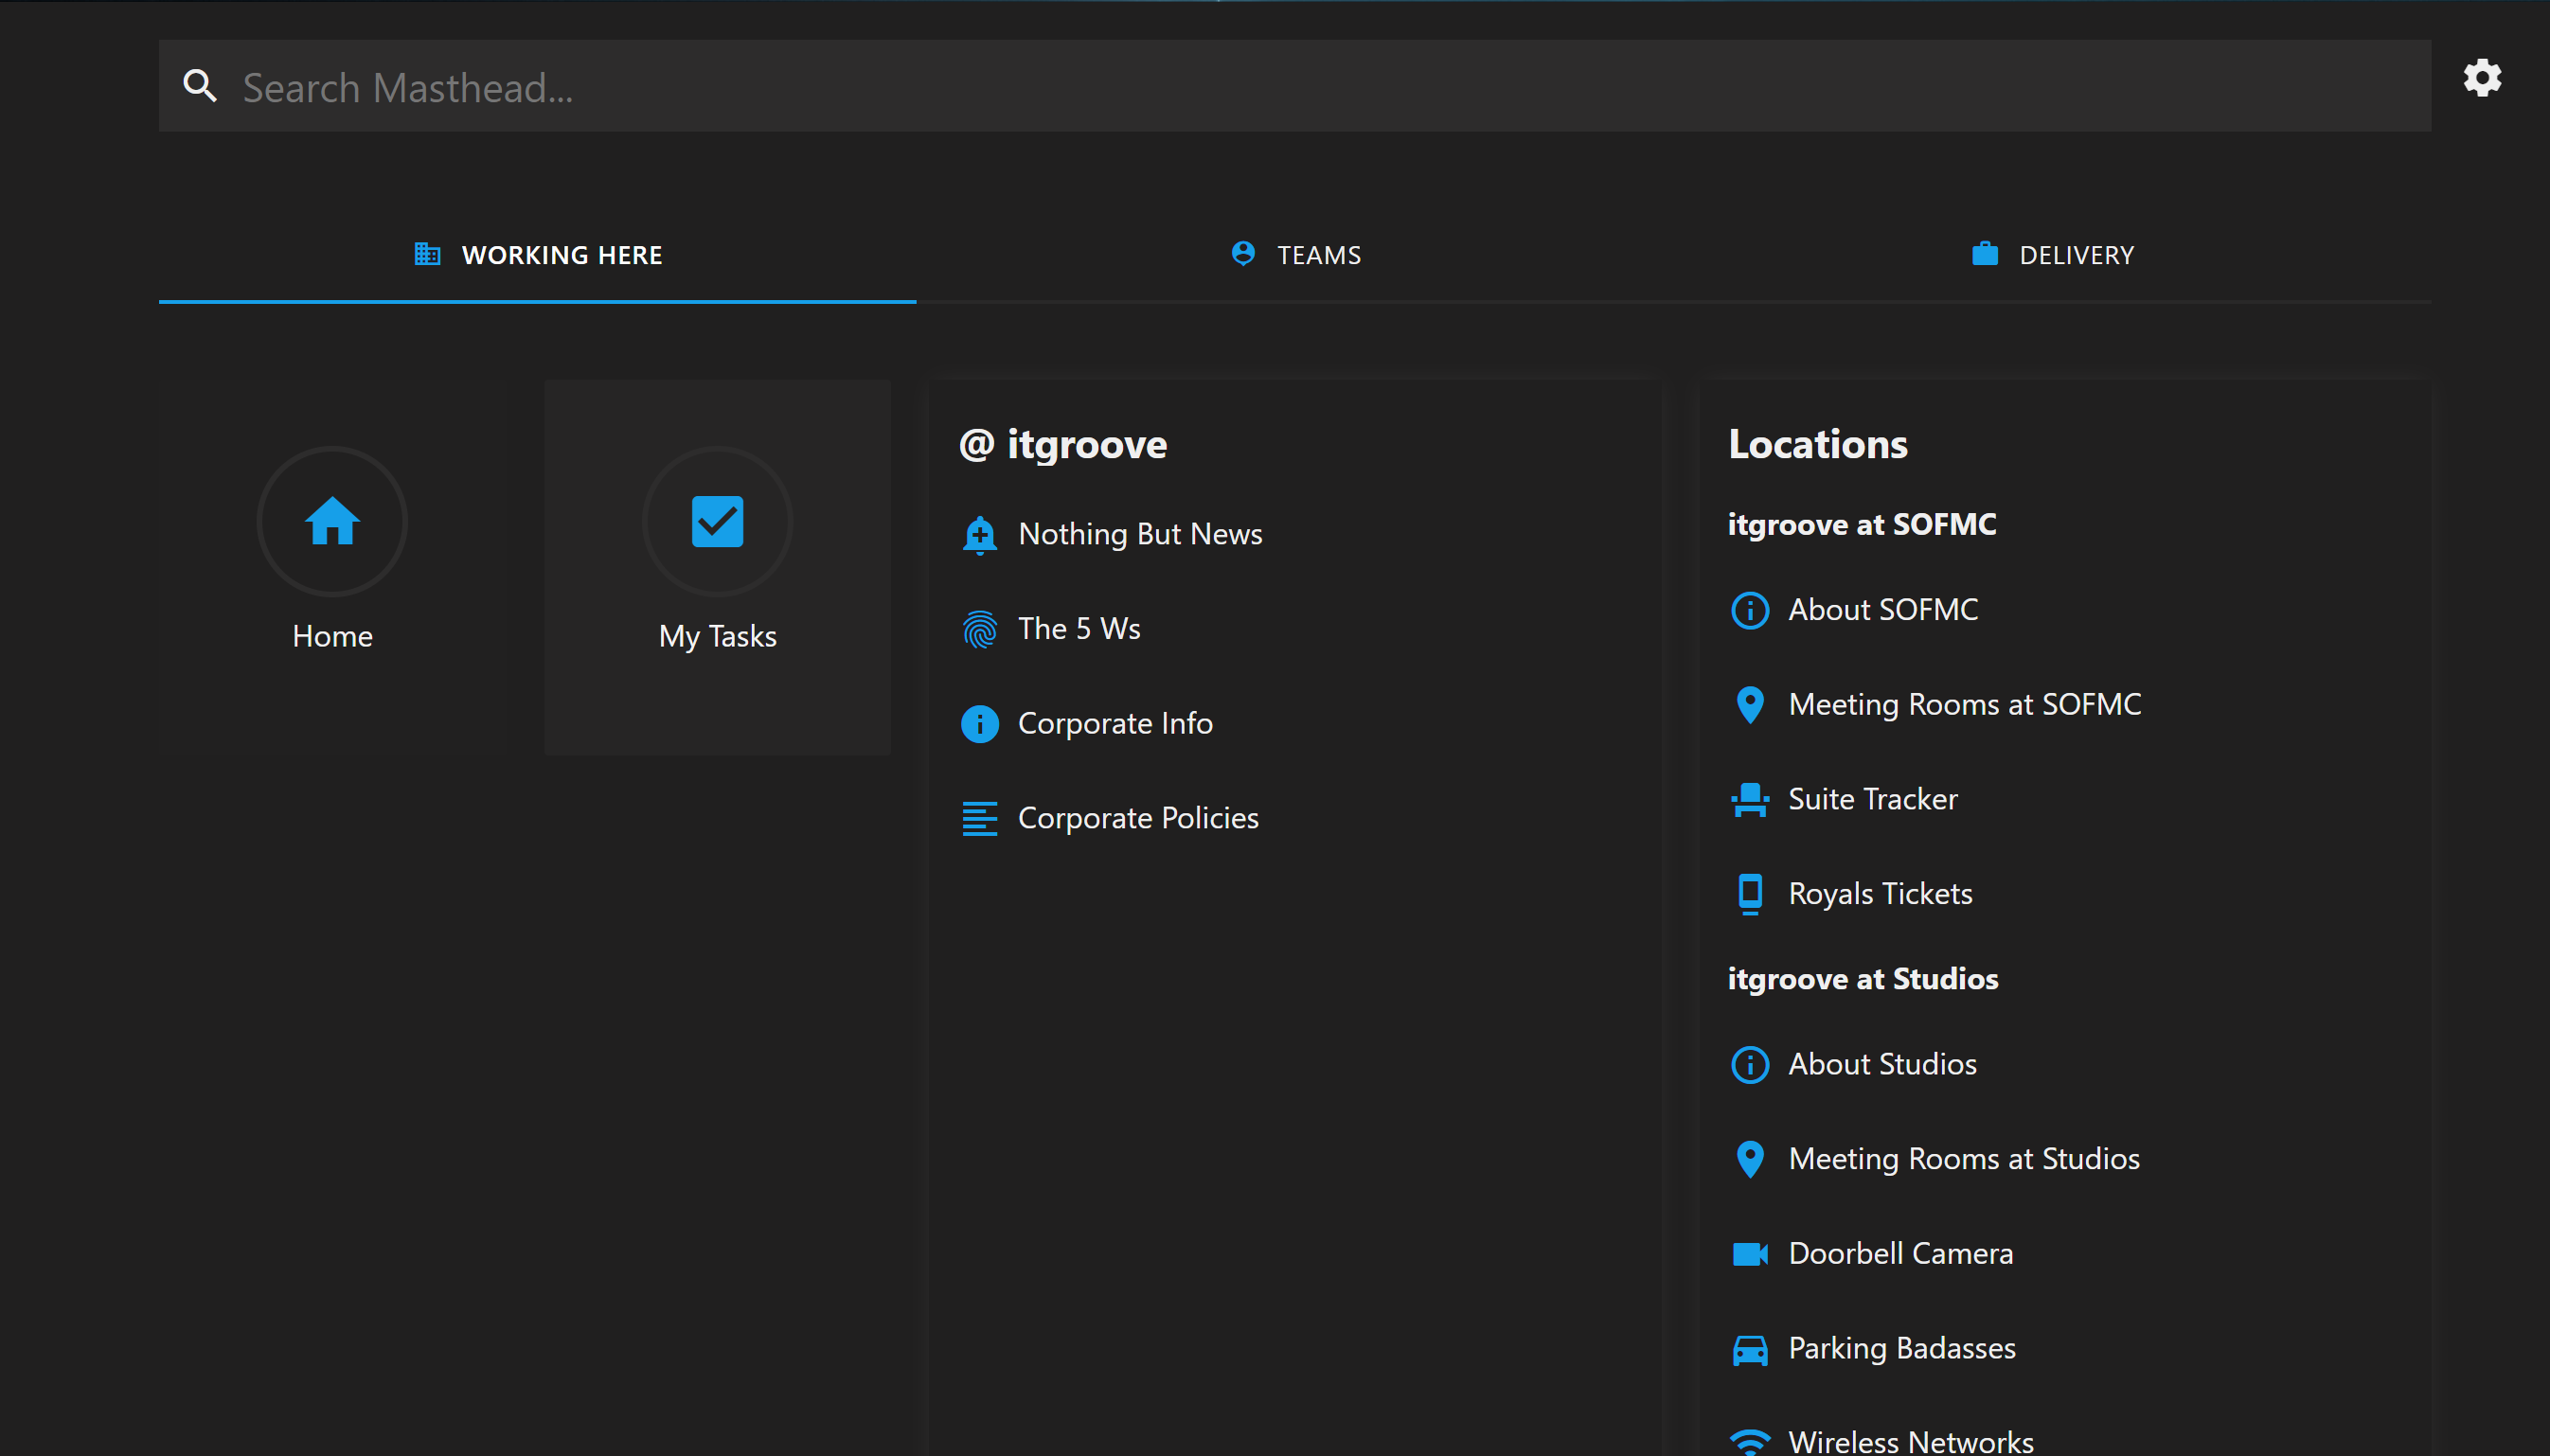 Search Masthead...
WORKING HERE
TEAMS
DELIVERY
Home
My Tasks
@ itgroove
Nothing But News
The 5 Ws
Corporate Info
Corporate Policies
Locations
itgroove at SOFMC
About SOFMC
Meeting Rooms at SOFMC
Suite Tracker
Royals Tickets
itgroove at Studios
About Studios
Meeting Rooms at Studios
Doorbell Camera
Parking Badasses
Wireless Networks